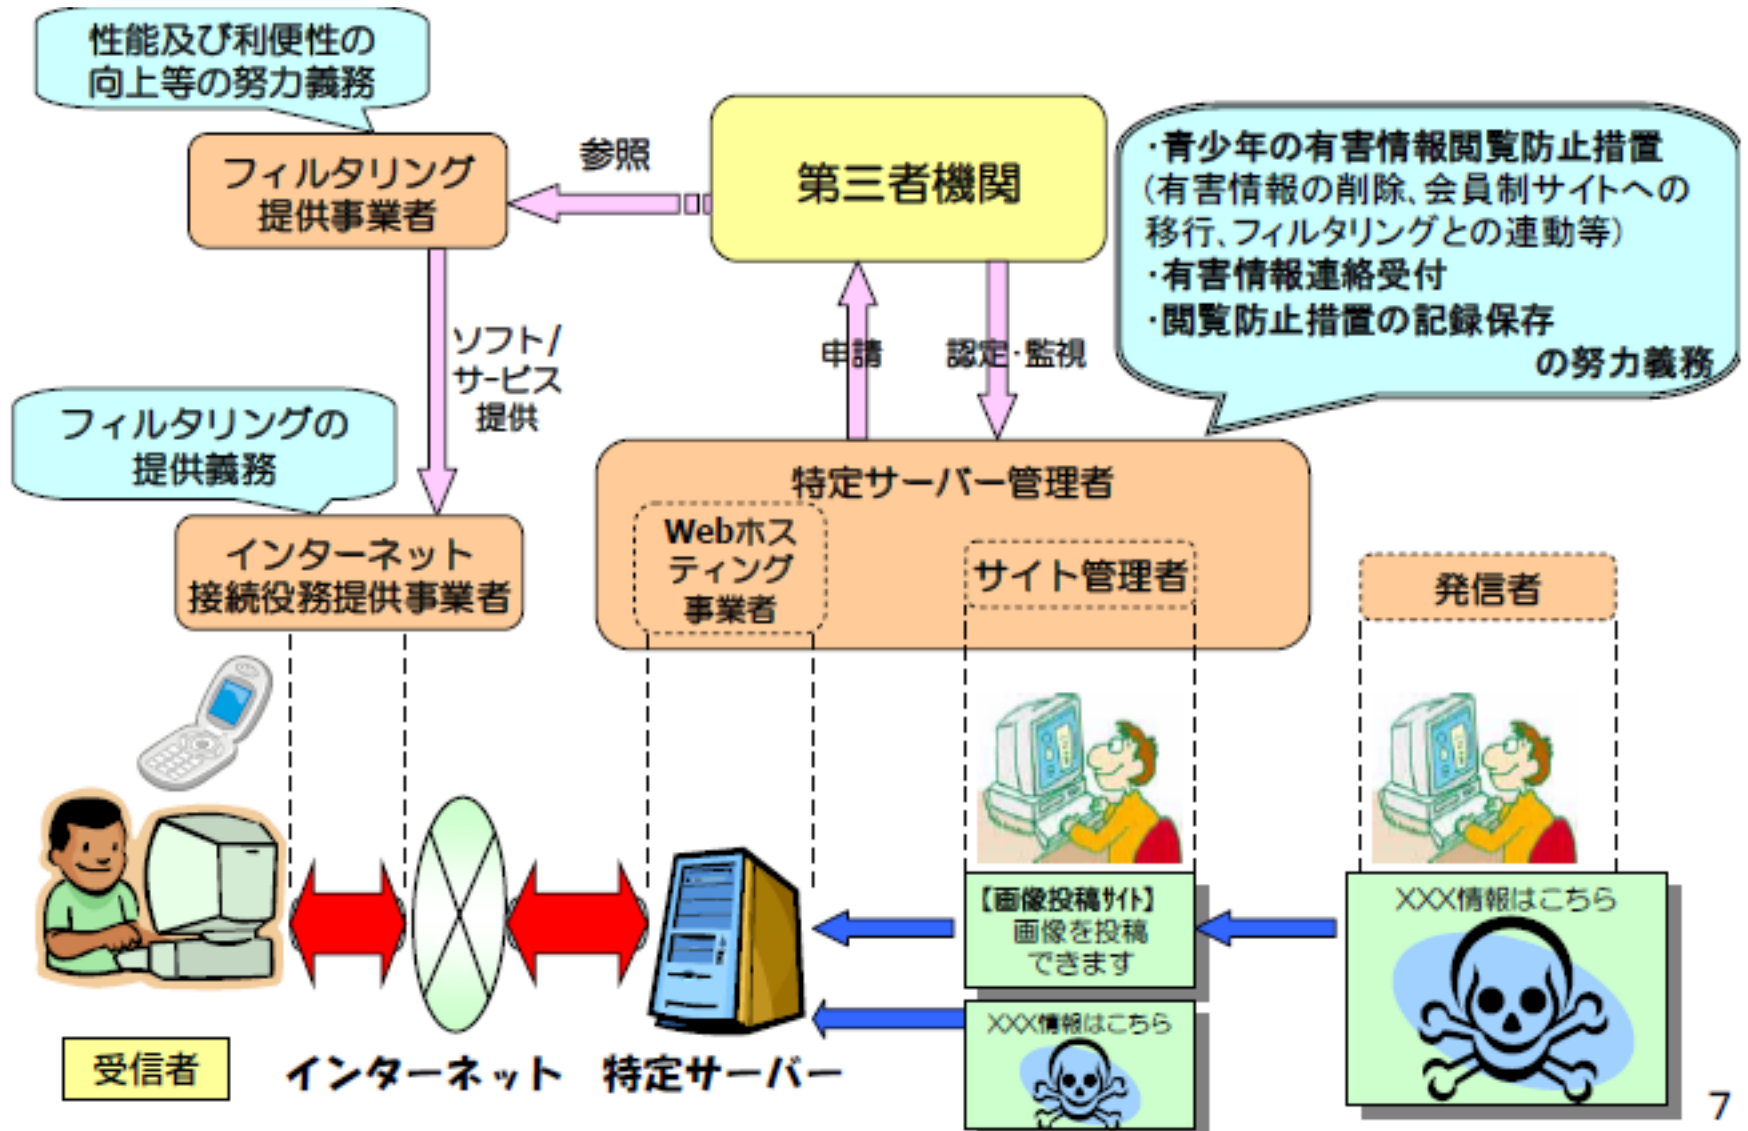 性能及び利便性の
向上等の努力義務
フィルタリング
提供事業者
参照
第三者機関
・青少年の有害情報閲覧防止措置
（有害情報の削除、会員制サイトへの
移行、フィルタリングとの連動等）
・有害情報連絡受付
・閲覧防止措置の記録保存
の努力義務
ソフト/
サービス
提供
申請
認定・監視
フィルタリングの
提供義務
インターネット
接続役務提供事業者
特定サーバー管理者
Webホス
ティング
事業者
サイト管理者
発信者
【画像投稿サイト】
画像を投稿
できます
XXX情報はこちら
XXX情報はこちら
受信者
インターネット
特定サーバー
7